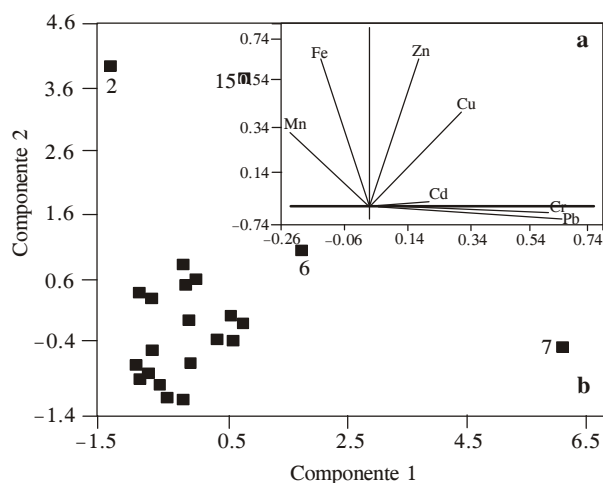 4.6
3.6
2.6
1.6
0.6
−0.4
−1.4
Componente 2
2
15
6
7
b
−1.5
0.5
2.5
4.5
6.5
Componente 1
a
0.74
0.54
0.34
0.14
−0.74
−0.26
−0.06
0.14
0.34
0.54
0.74
Fe
Zn
Cu
Mn
Cd
Cr
Pb